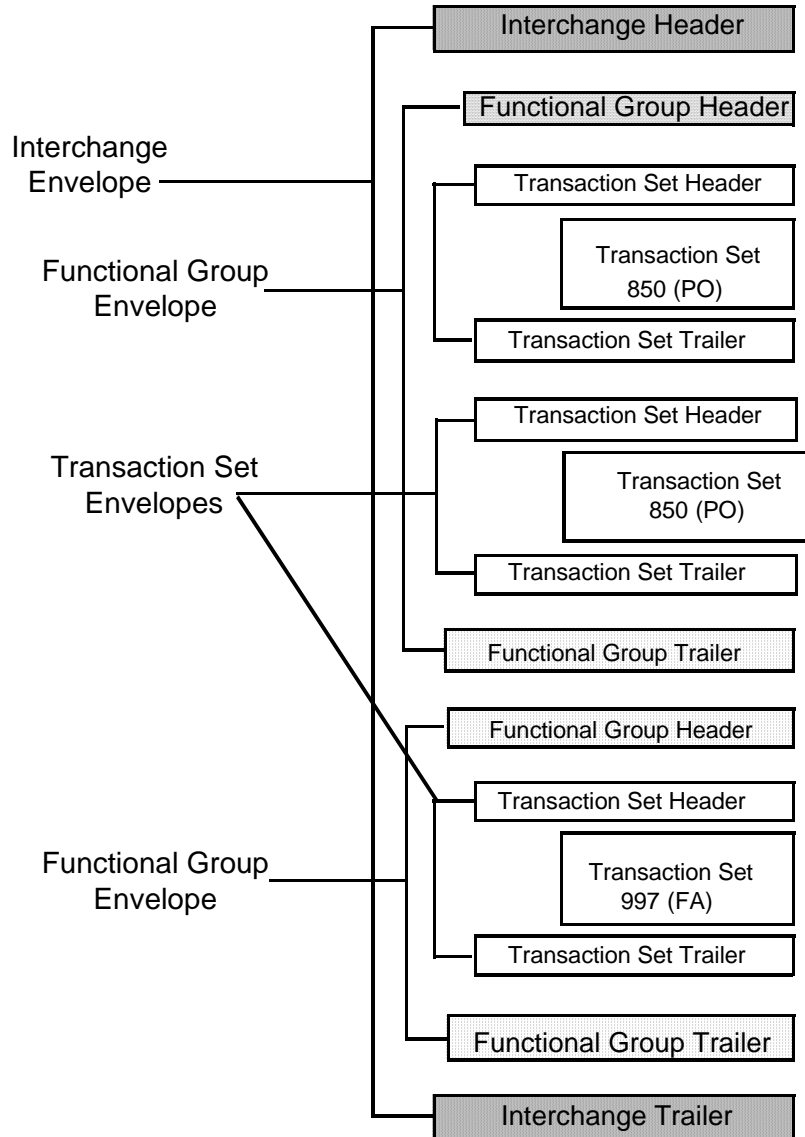 Interchange Header
Functional Group Header
Interchange
Envelope
Transaction Set Header
Transaction Set
850 (PO)
Functional Group
Envelope
Transaction Set Trailer
Transaction Set Header
Transaction Set
Envelopes
Transaction Set
850 (PO)
Transaction Set Trailer
Functional Group Trailer
Functional Group Header
Transaction Set Header
Functional Group
Envelope
Transaction Set
997 (FA)
Transaction Set Trailer
Functional Group Trailer
Interchange Trailer